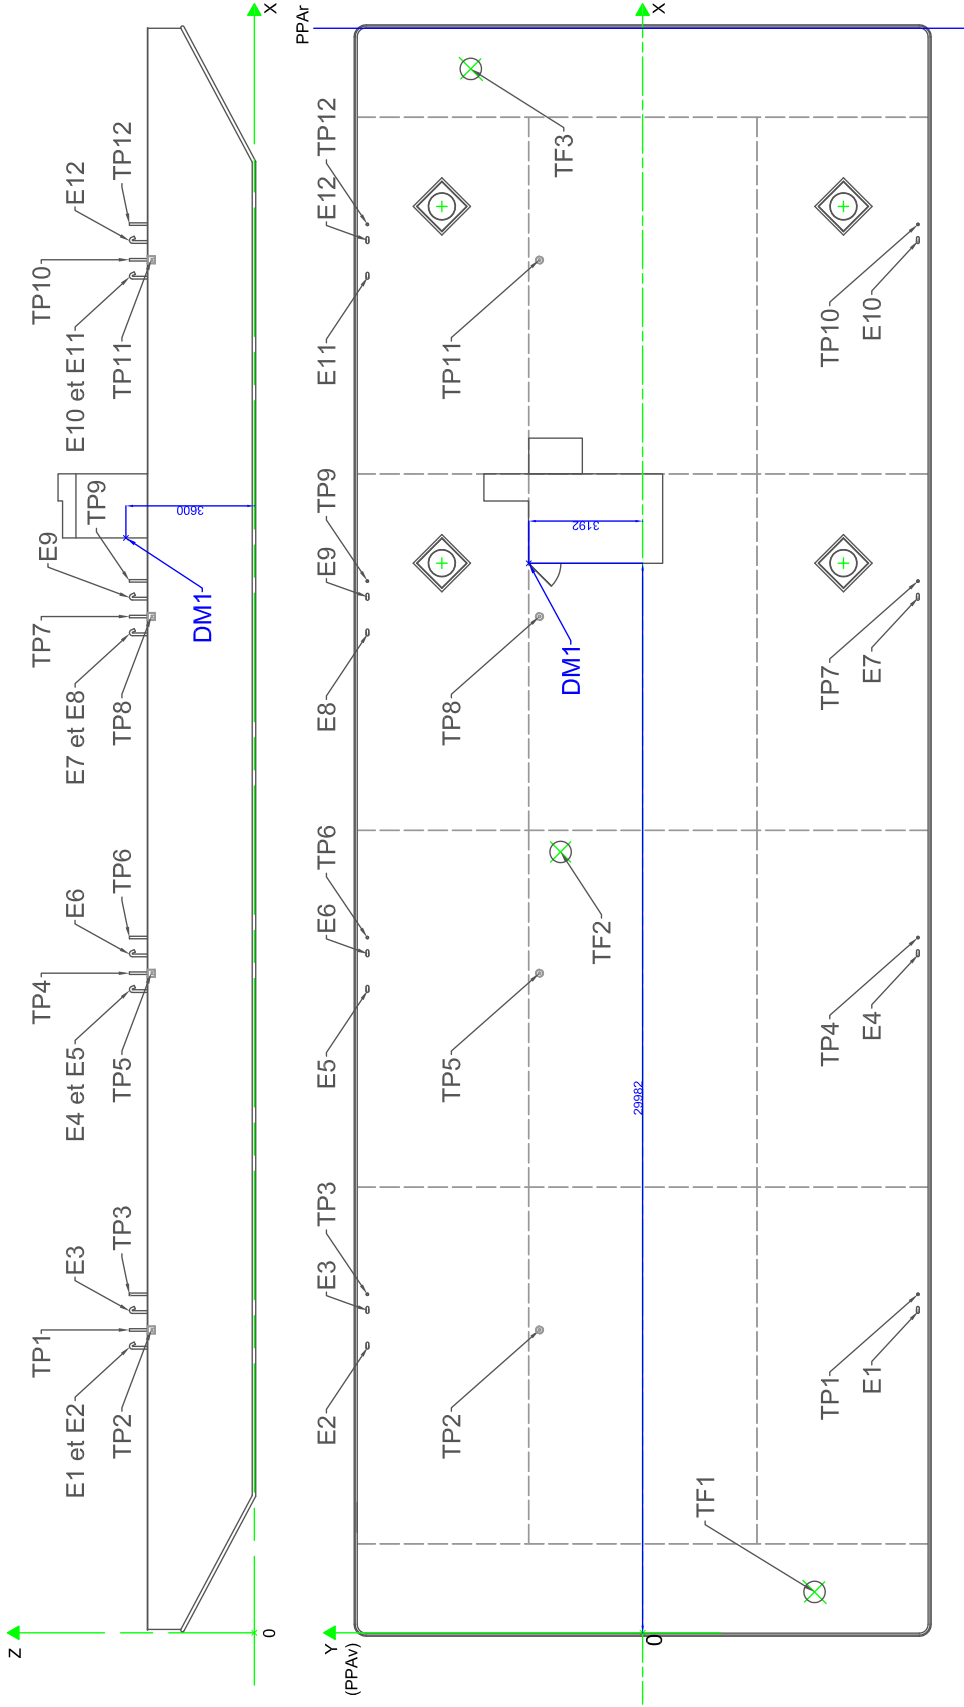 Z
0
X
E1 et E2
TP1
TP2
E3
TP3
E4 et E5
TP4
TP5
E6
TP6
E7 et E8
TP7
TP8
E9
TP9
DM1
3600
E10 et E11
TP10
TP11
E12
TP12
Y
(PPAv)
0
X
PPAr
E2
E3
TP3
E5
E6
TP6
E8
E9
TP9
E11
E12
TP12
TP2
TP5
TP8
TP11
TF3
TF2
TF1
DM1
3192
29982
TP1
E1
TP4
E4
TP7
E7
TP10
E10